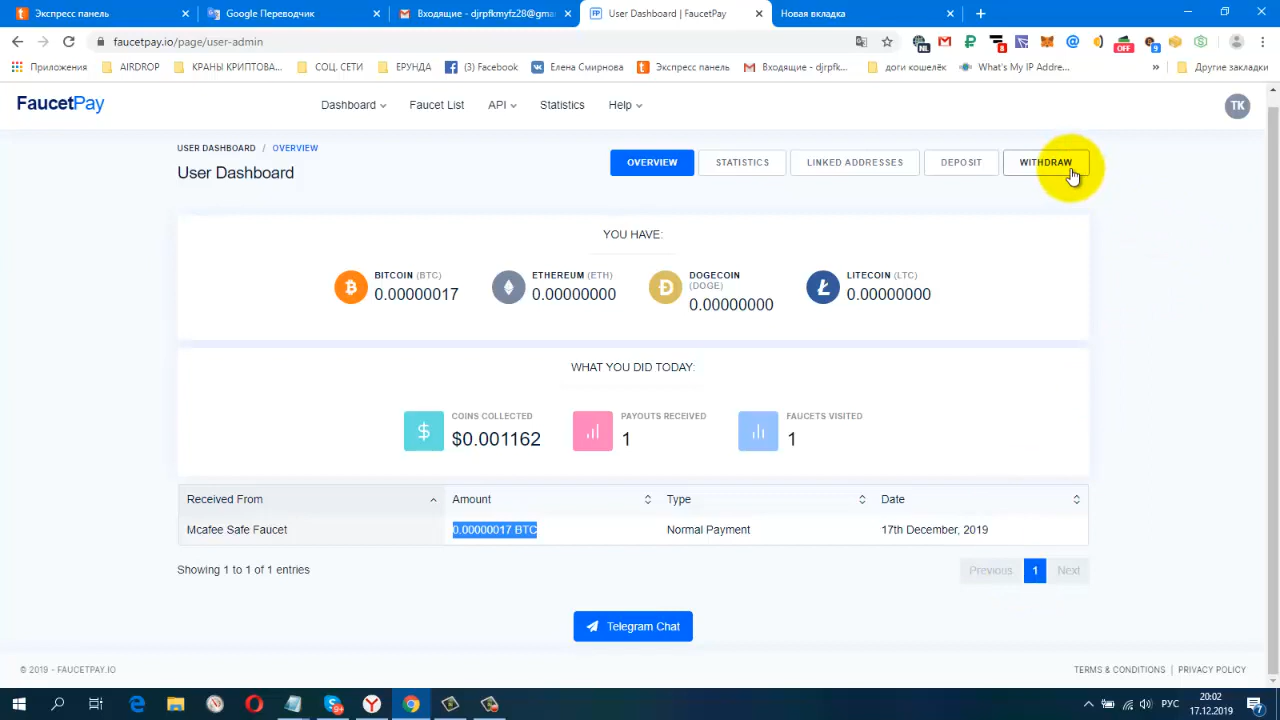 Экспресс панель
Google Переводчик
Входящие - djrpfkmyfz28@gma
User Dashboard | FaucetPay
Новая вкладка
faucetpay.io/page/user-admin
Приложения
AIRDROP
КРАНЫ КРИПТОВА...
СОЦ. СЕТИ
ЕРУНДА
(3) Facebook
Елена Смирнова
Экспресс панель
Входящие - djrpfk...
доги кошелёк
What's My IP Addre...
»
Другие закладки
FaucetPay
Dashboard
Faucet List
API
Statistics
Help
TK
USER DASHBOARD / OVERVIEW
User Dashboard
OVERVIEW
STATISTICS
LINKED ADDRESSES
DEPOSIT
WITHDRAW
YOU HAVE:
BITCOIN (BTC)
0.00000017
ETHEREUM (ETH)
0.00000000
DOGECOIN
(DOGE)
0.00000000
LITECOIN (LTC)
0.00000000
WHAT YOU DID TODAY:
COINS COLLECTED
$0.001162
PAYOUTS RECEIVED
1
FAUCETS VISITED
1
Received From Amount Type Date
Mcafee Safe Faucet 0.00000017 BTC Normal Payment 17th December, 2019
Showing 1 to 1 of 1 entries
Previous 1 Next
Telegram Chat
© 2019 - FAUCETPAY.IO
TERMS & CONDITIONS | PRIVACY POLICY
РУС
20:02
17.12.2019